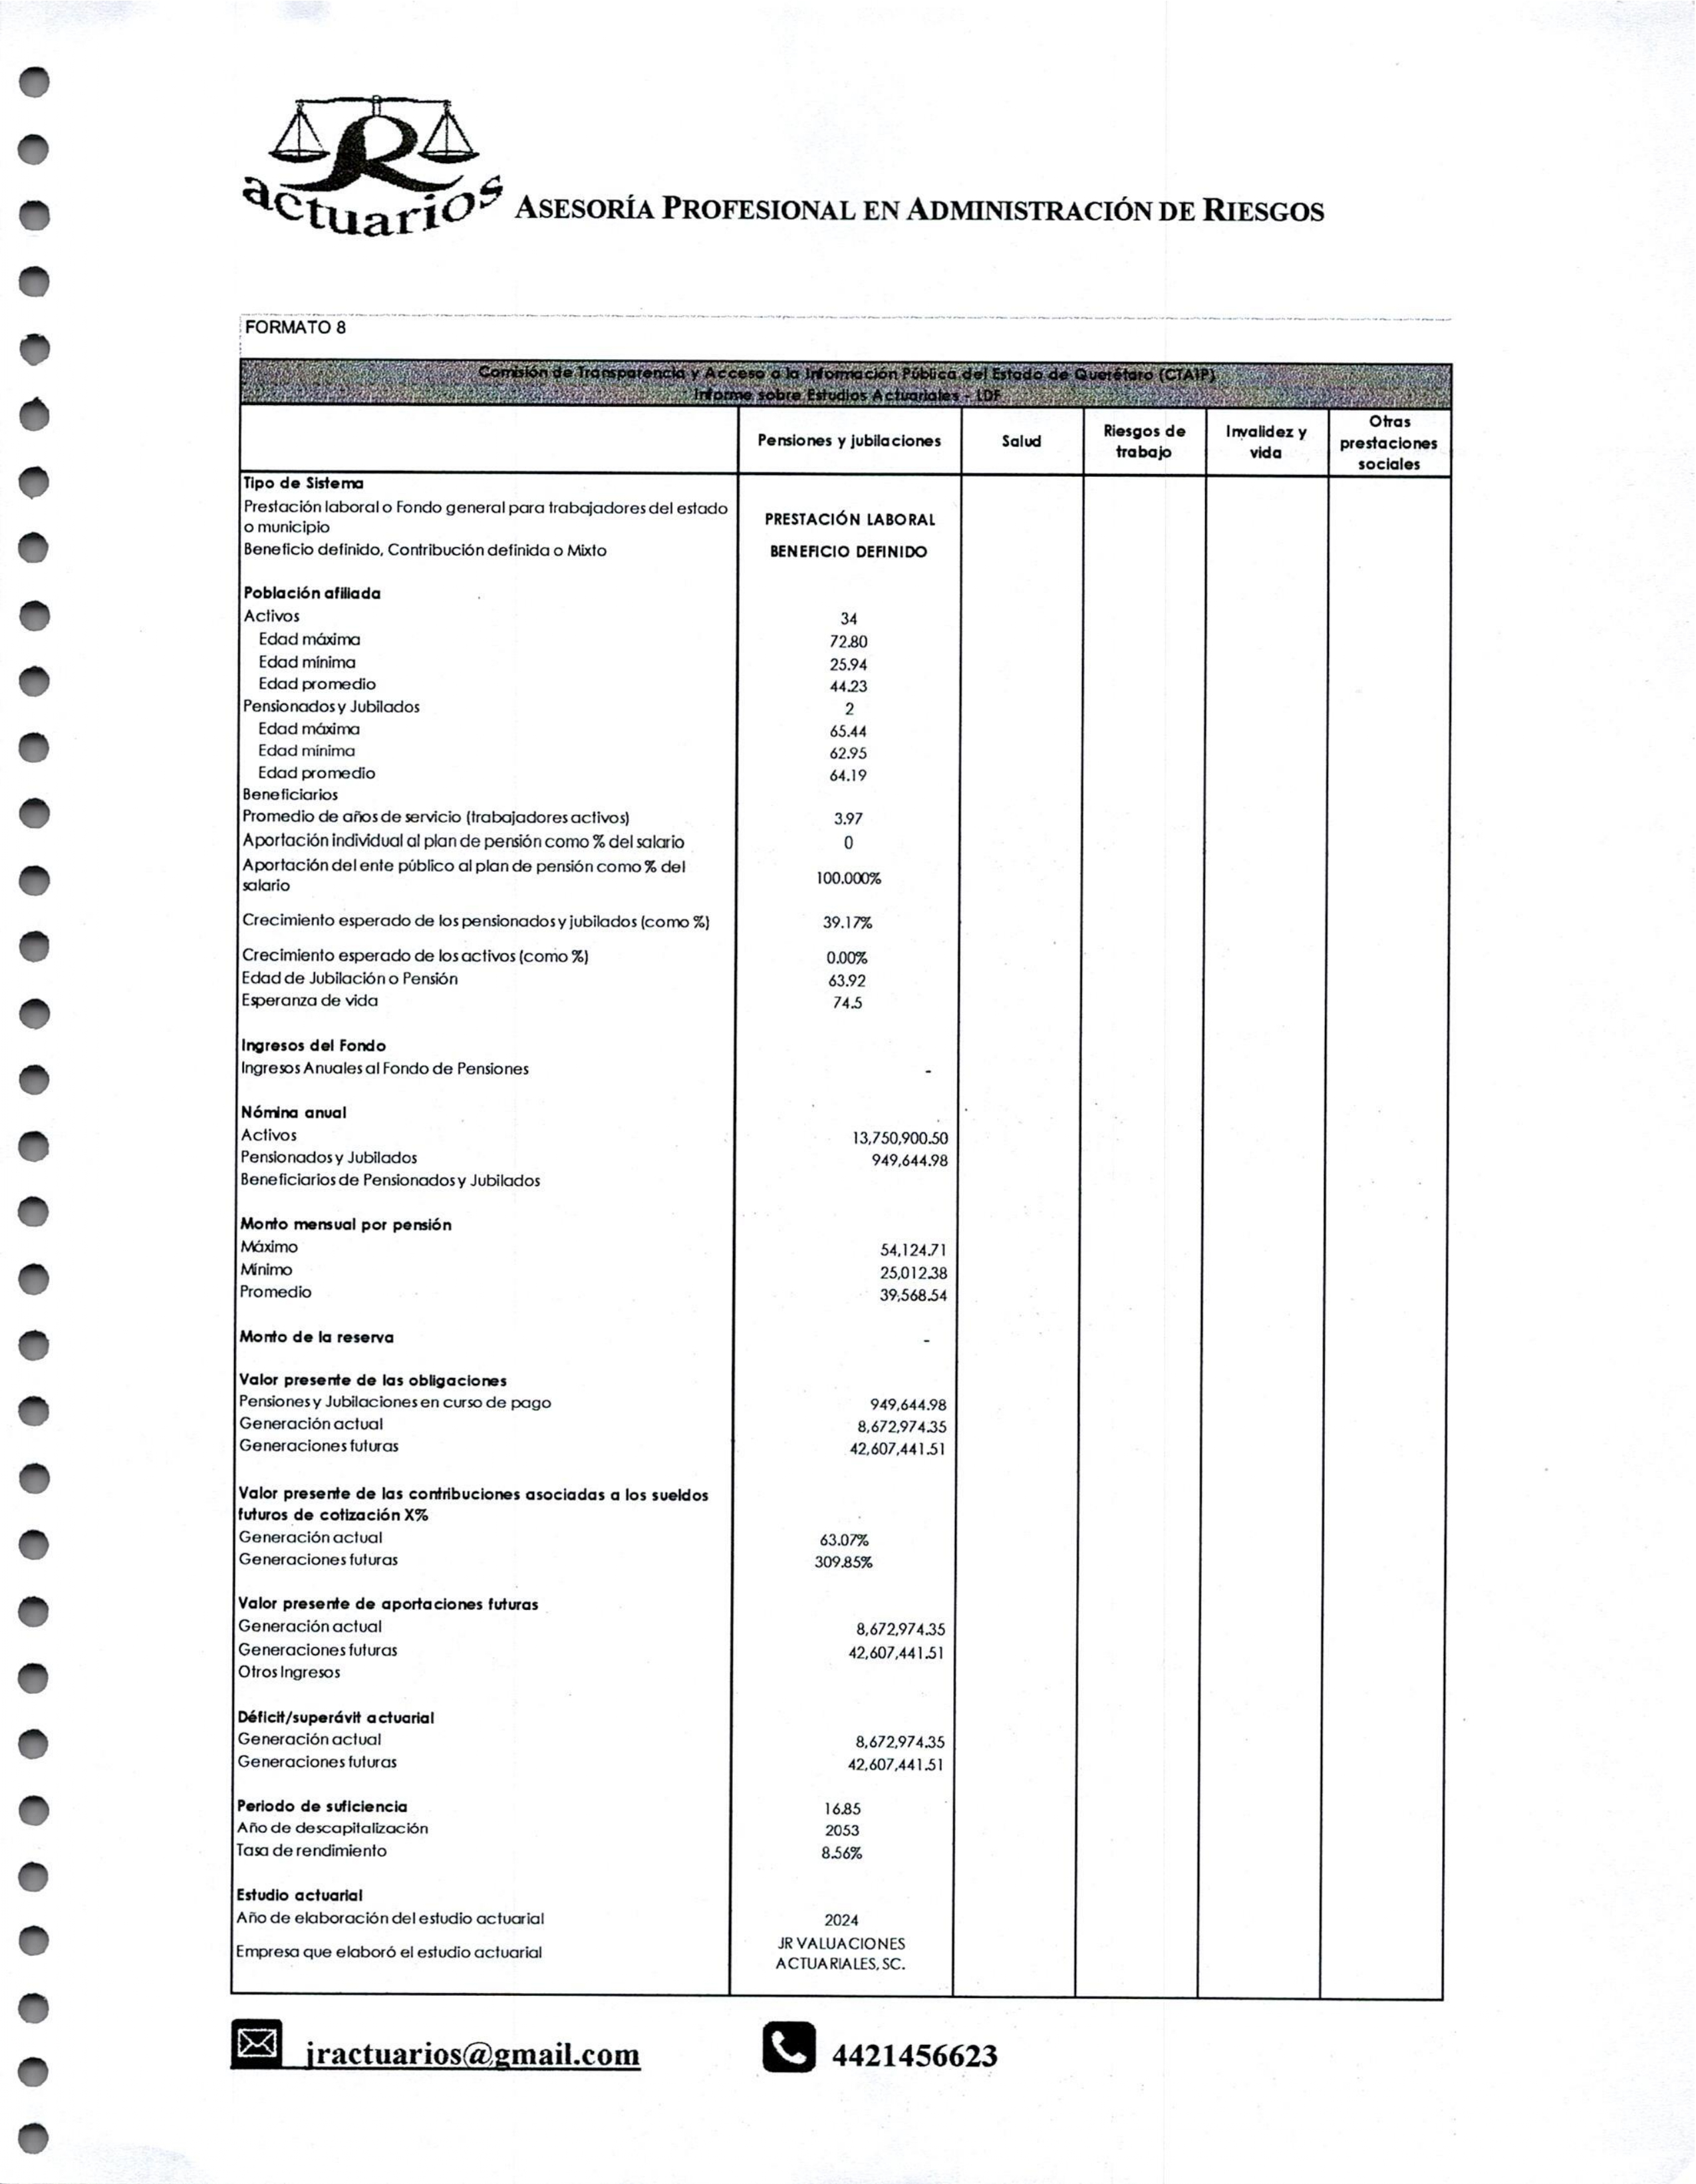 R
actuarios
ASESORÍA PROFESIONAL EN ADMINISTRACIÓN DE RIESGOS
FORMATO 8
Comisión de Transparencia y Acceso a la Información Pública del Estado de Querétaro (CTAIP)
Informe sobre Estudios Actuariales - LDF
Pensiones y jubilaciones Salud Riesgos de trabajo Invalidez y vida Otras prestaciones sociales
Tipo de Sistema
Prestación laboral o Fondo general para trabajadores del estado o municipio PRESTACIÓN LABORAL
Beneficio definido, Contribución definida o Mixto BENEFICIO DEFINIDO
Población afiliada
Activos 34
Edad máxima 72.80
Edad mínima 25.94
Edad promedio 44.23
Pensionados y Jubilados 2
Edad máxima 65.44
Edad mínima 62.95
Edad promedio 64.19
Beneficiarios
Promedio de años de servicio (trabajadores activos) 3.97
Aportación individual al plan de pensión como % del salario 0
Aportación del ente público al plan de pensión como % del salario 100.000%
Crecimiento esperado de los pensionados y jubilados (como %) 39.17%
Crecimiento esperado de los activos (como %) 0.00%
Edad de Jubilación o Pensión 63.92
Esperanza de vida 74.5
Ingresos del Fondo
Ingresos Anuales al Fondo de Pensiones -
Nómina anual
Activos 13,750,900.50
Pensionados y Jubilados 949,644.98
Beneficiarios de Pensionados y Jubilados
Monto mensual por pensión
Máximo 54,124.71
Mínimo 25,012.38
Promedio 39,568.54
Monto de la reserva -
Valor presente de las obligaciones
Pensiones y Jubilaciones en curso de pago 949,644.98
Generación actual 8,672,974.35
Generaciones futuras 42,607,441.51
Valor presente de las contribuciones asociadas a los sueldos
futuros de cotización X%
Generación actual 63.07%
Generaciones futuras 309.85%
Valor presente de aportaciones futuras
Generación actual 8,672,974.35
Generaciones futuras 42,607,441.51
Otros Ingresos
Déficit/superávit actuarial
Generación actual 8,672,974.35
Generaciones futuras 42,607,441.51
Periodo de suficiencia 16.85
Año de descapitalización 2053
Tasa de rendimiento 8.56%
Estudio actuarial
Año de elaboración del estudio actuarial 2024
Empresa que elaboró el estudio actuarial JR VALUACIONES ACTUARIALES, SC.
jractuarios@gmail.com 4421456623